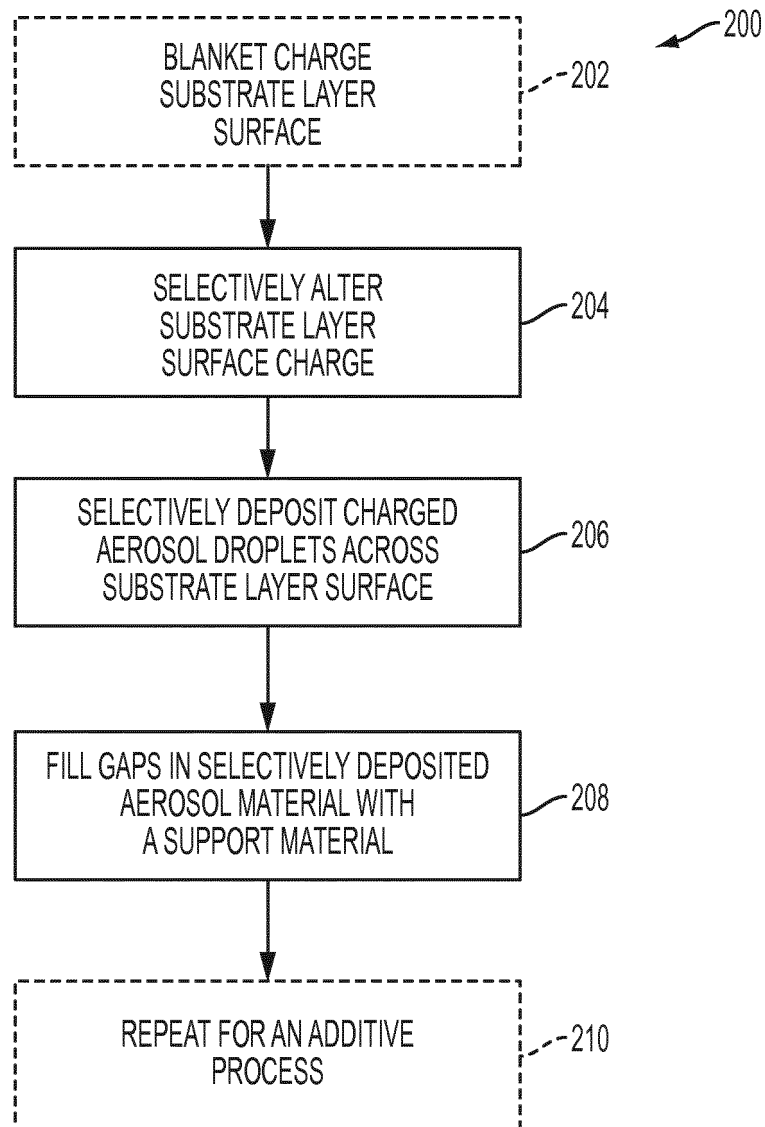 200
BLANKET CHARGE
SUBSTRATE LAYER
SURFACE
202
SELECTIVELY ALTER
SUBSTRATE LAYER
SURFACE CHARGE
204
SELECTIVELY DEPOSIT CHARGED
AEROSOL DROPLETS ACROSS
SUBSTRATE LAYER SURFACE
206
FILL GAPS IN SELECTIVELY DEPOSITED
AEROSOL MATERIAL WITH
A SUPPORT MATERIAL
208
REPEAT FOR AN ADDITIVE
PROCESS
210